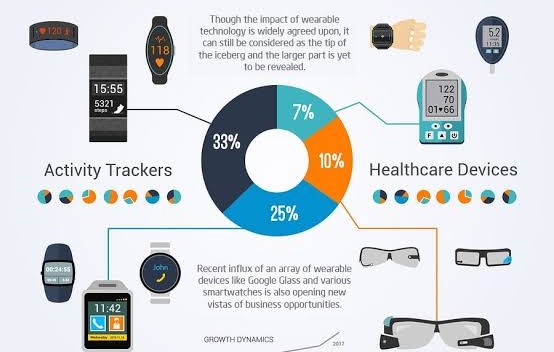 Though the impact of wearable
technology is widely agreed upon, it
can still be considered as the tip of
the iceberg and the larger part is yet
to be revealed.
120
118
5.2
15:55
5321
steps
122
70
01 66
F
M
7%
33%
10%
25%
Activity Trackers
Healthcare Devices
00:24:55
John
11:42
Recent influx of an array of wearable
devices like Google Glass and various
smartwatches is also opening new
vistas of business opportunities.
GROWTH DYNAMICS
2017